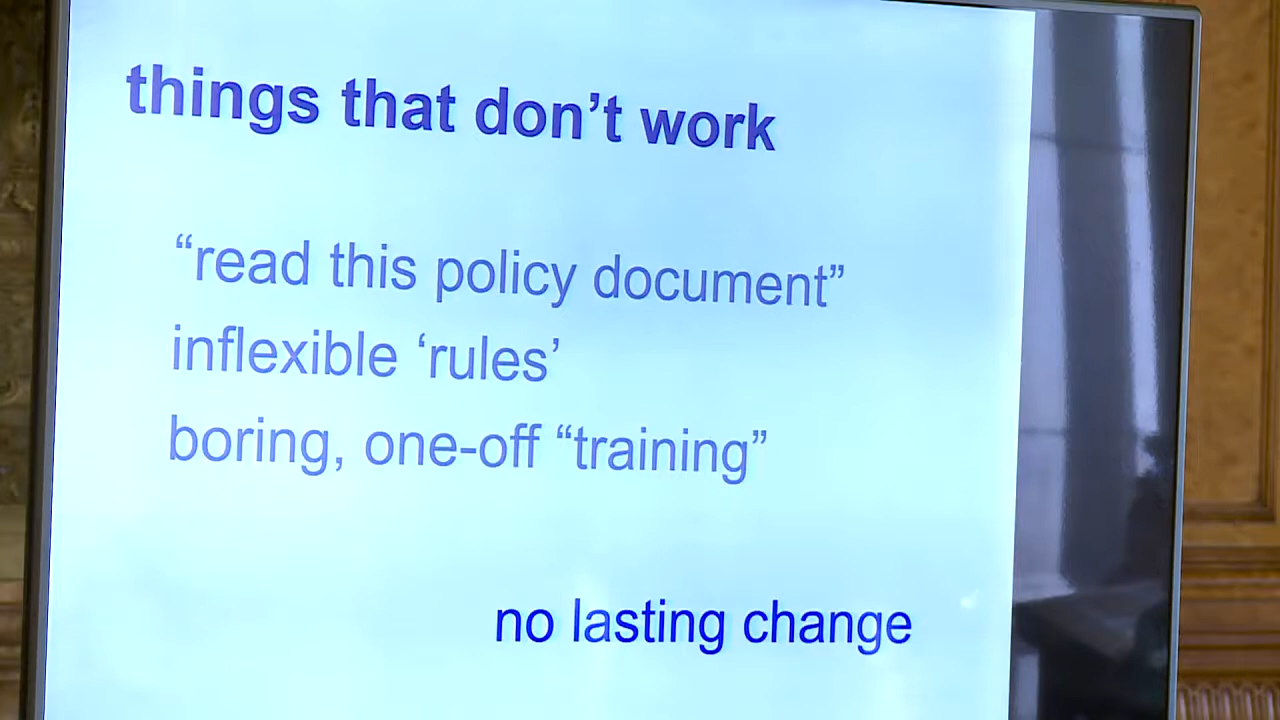 things that don’t work
“read this policy document”
inflexible ‘rules’
boring, one-off “training”
no lasting change